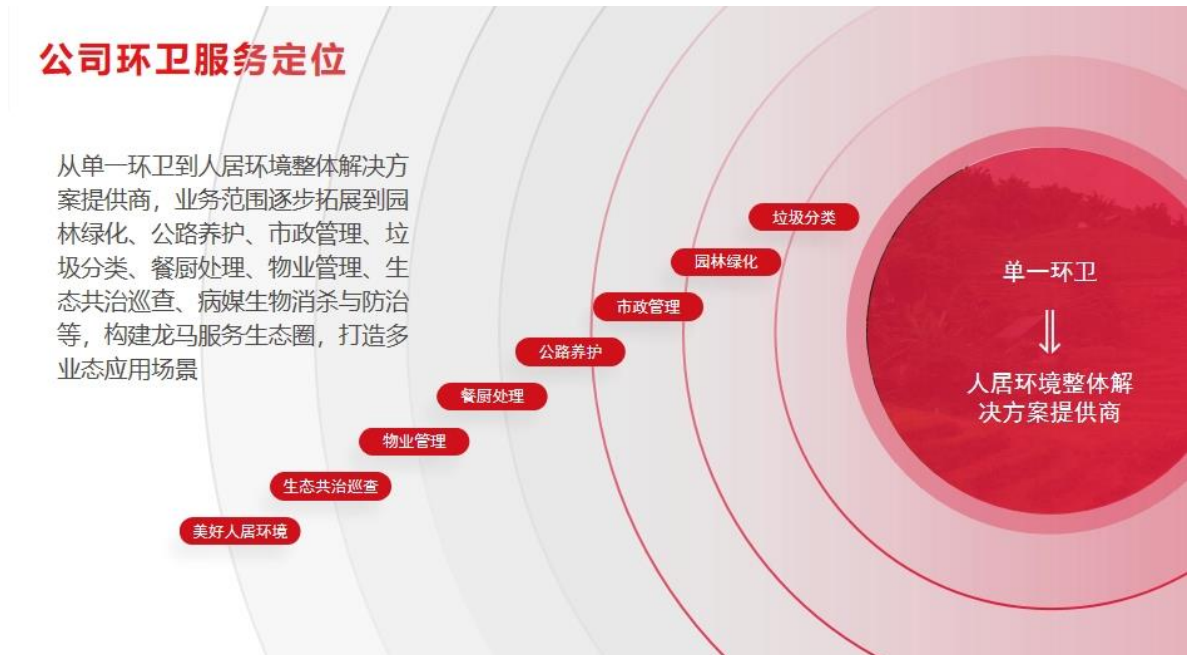 公司环卫服务定位
从单一环卫到人居环境整体解决方
案提供商，业务范围逐步拓展到园
林绿化、公路养护、市政管理、垃
圾分类、餐厨处理、物业管理、生
态共治巡查、病媒生物消杀与防治
等，构建龙马服务生态圈，打造多
业态应用场景
垃圾分类
园林绿化
市政管理
公路养护
餐厨处理
物业管理
生态共治巡查
美好人居环境
单一环卫
⇓
人居环境整体解
决方案提供商